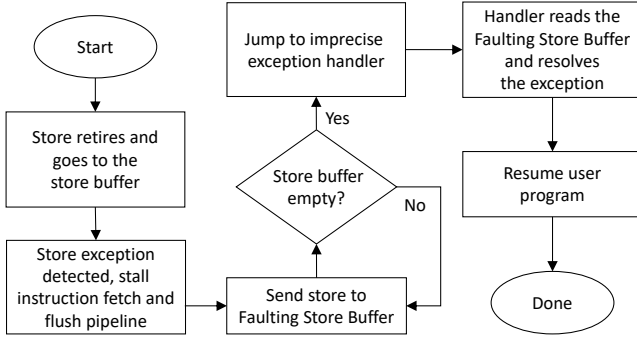 Start
Store retires and
goes to the
store buffer
Store exception
detected, stall
instruction fetch and
flush pipeline
Send store to
Faulting Store Buffer
Store buffer
empty?
No
Yes
Jump to imprecise
exception handler
Handler reads the
Faulting Store Buffer
and resolves
the exception
Resume user
program
Done